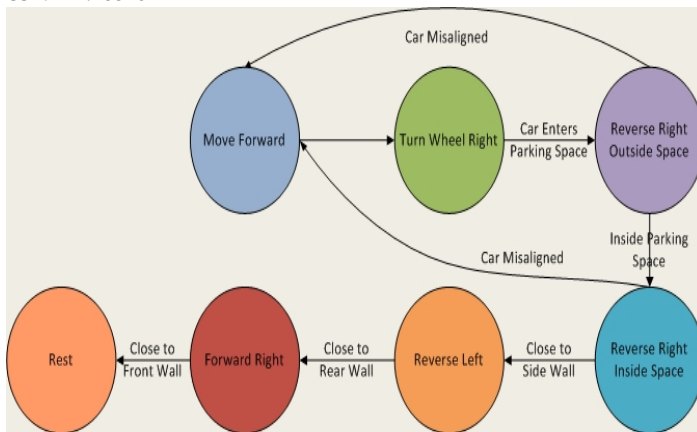 Car Misaligned
Move Forward
Turn Wheel Right
Car Enters
Parking Space
Reverse Right
Outside Space
Inside Parking
Space
Car Misaligned
Rest
Close to
Front Wall
Forward Right
Close to
Rear Wall
Reverse Left
Close to
Side Wall
Reverse Right
Inside Space